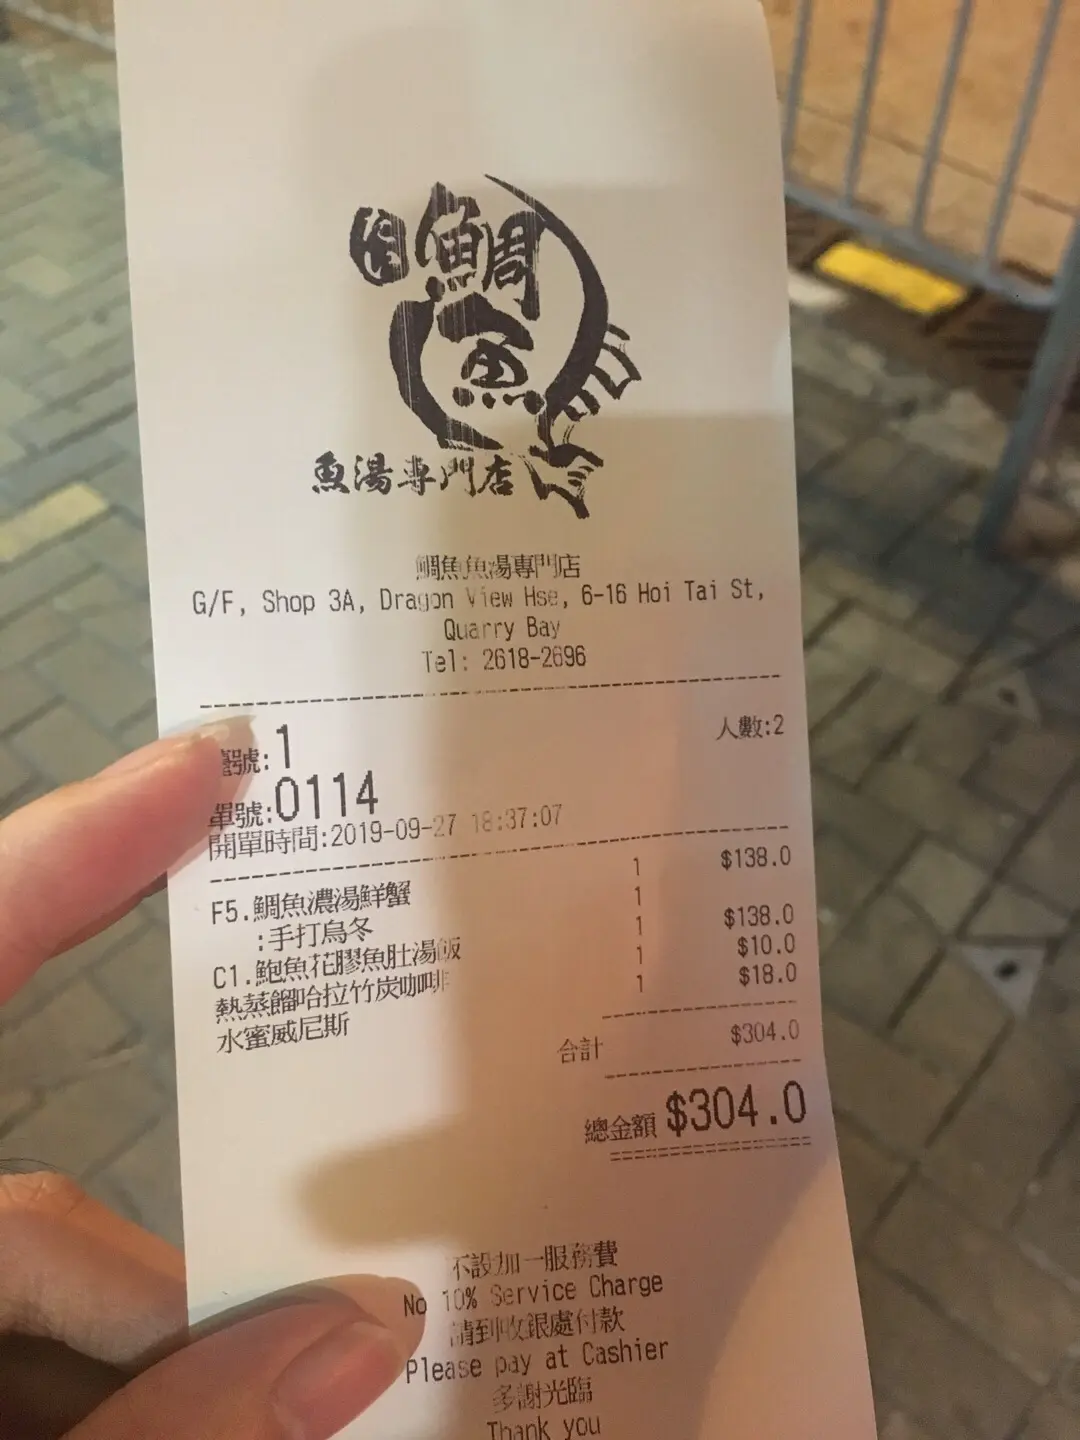 鯛
魚
魚湯專門店
鯛魚魚湯專門店
G/F, Shop 3A, Dragon View Hse, 6-16 Hoi Tai St,
Quarry Bay
Tel: 2618-2696
號:1 人數:2
單號:0114
開單時間:2019-09-27 18:37:07
F5.鯛魚濃湯鮮蟹 1 $138.0
:手打烏冬 1
C1.鮑魚花膠魚肚湯飯 1 $138.0
熱蒸餾哈拉竹炭咖啡 1 $10.0
水蜜威尼斯 1 $18.0
合計 $304.0
總金額 $304.0
不設加一服務費
No 10% Service Charge
請到收銀處付款
Please pay at Cashier
多謝光臨
Thank you